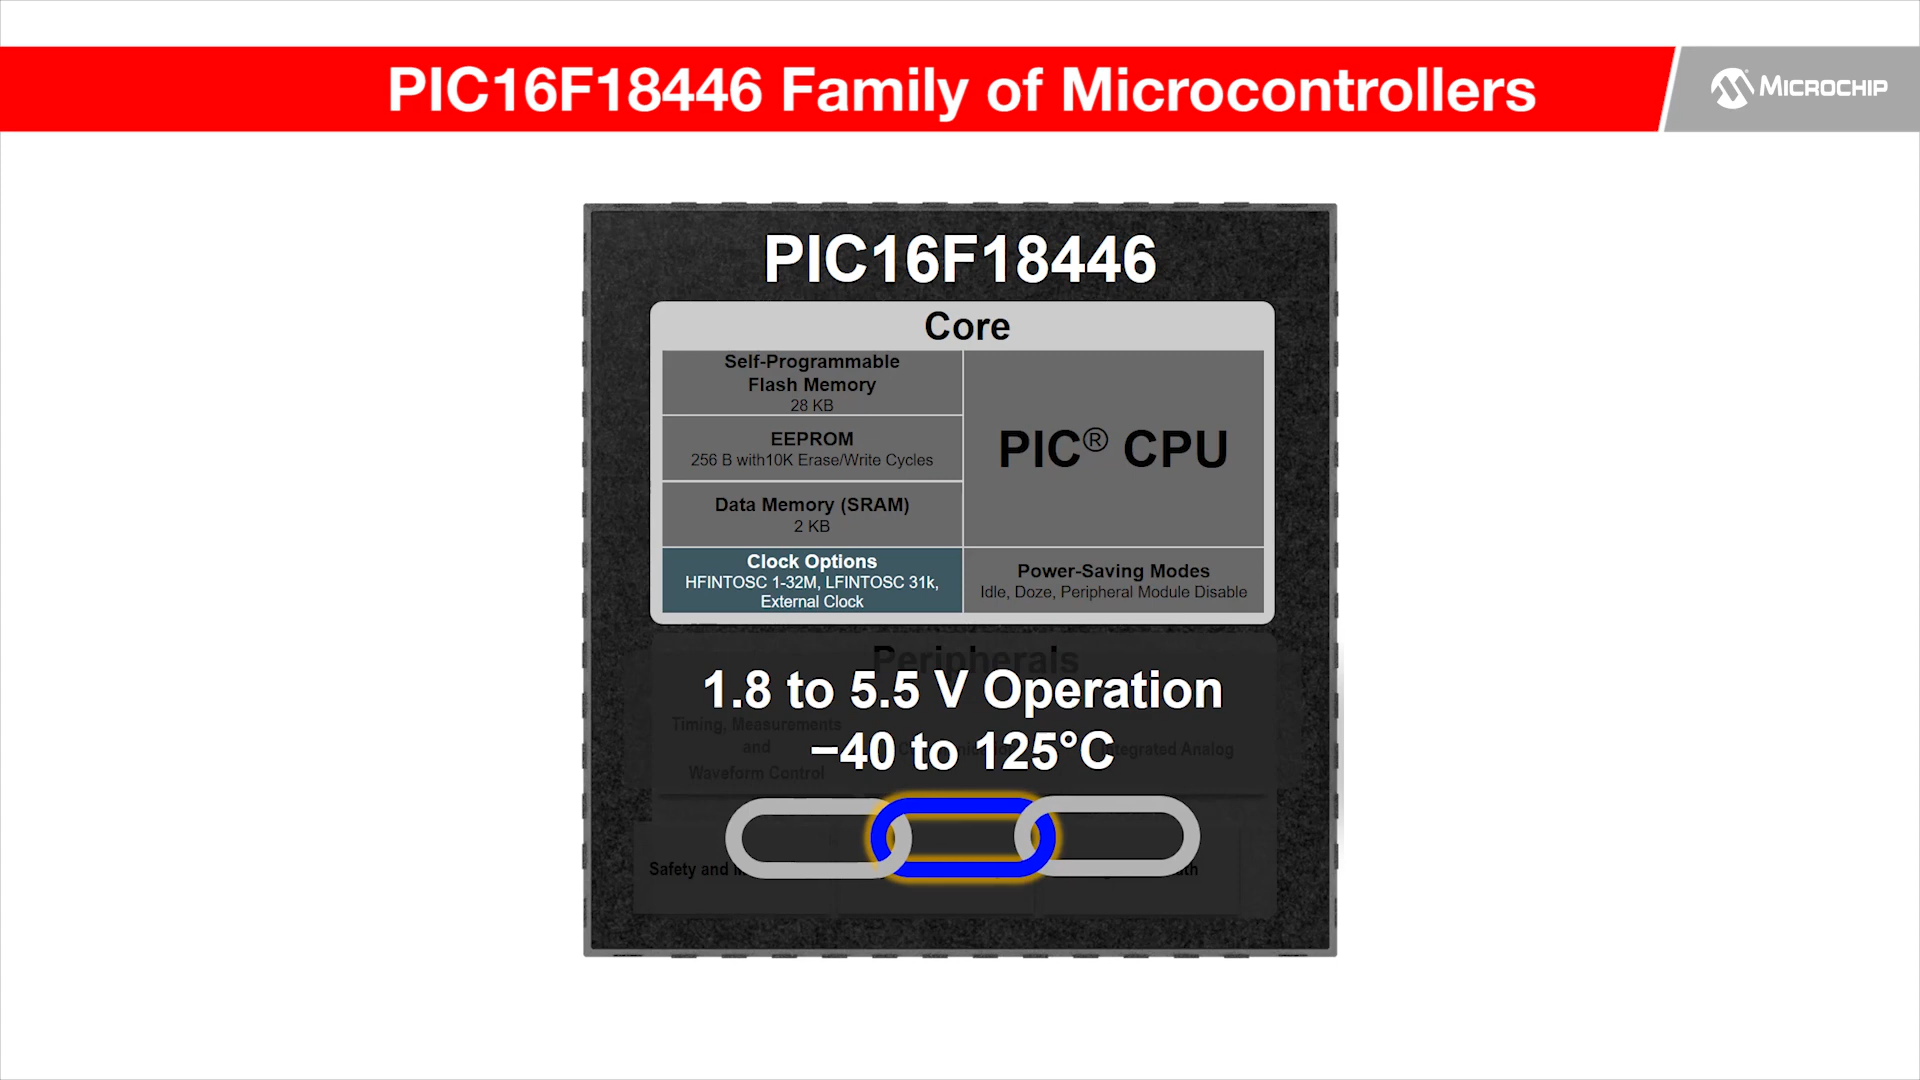 PIC16F18446 Family of Microcontrollers
MICROCHIP
PIC16F18446
Core
Self-Programmable
Flash Memory
28 KB
EEPROM
256 B with10K Erase/Write Cycles
Data Memory (SRAM)
2 KB
PIC® CPU
Clock Options
HFINTOSC 1-32M, LFINTOSC 31k,
External Clock
Power-Saving Modes
Idle, Doze, Peripheral Module Disable
Peripherals
1.8 to 5.5 V Operation
Timing, Measurements
and
Waveform Control
Integrated Analog
−40 to 125°C
Safety and